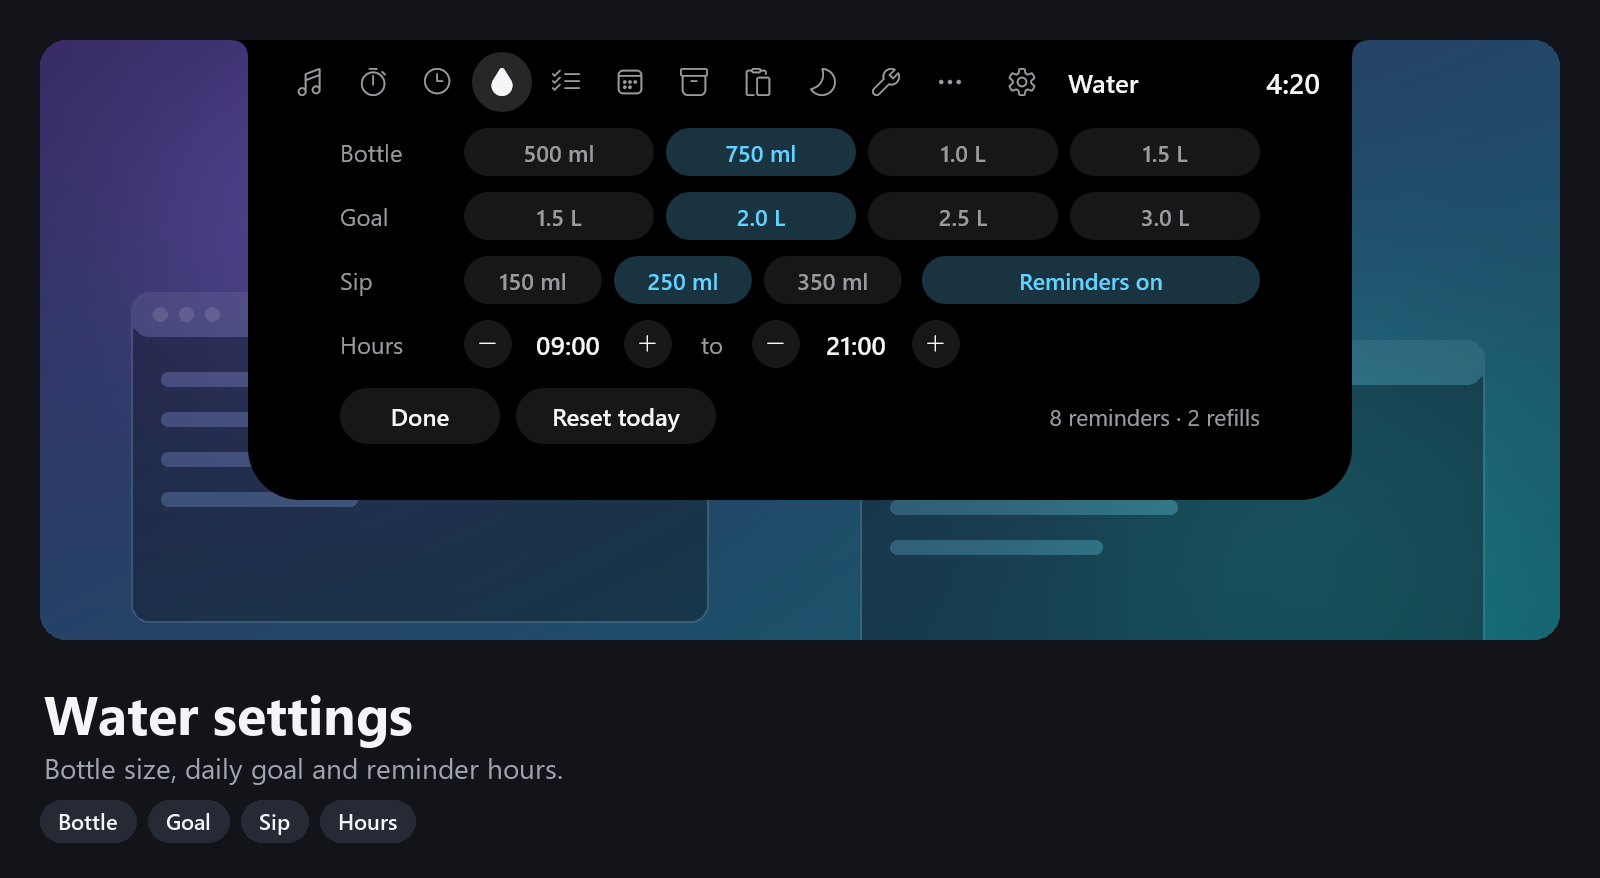 Water 4:20
Bottle 500 ml 750 ml 1.0 L 1.5 L
Goal 1.5 L 2.0 L 2.5 L 3.0 L
Sip 150 ml 250 ml 350 ml Reminders on
Hours − 09:00 + to − 21:00 +
Done Reset today 8 reminders · 2 refills
Water settings
Bottle size, daily goal and reminder hours.
Bottle Goal Sip Hours